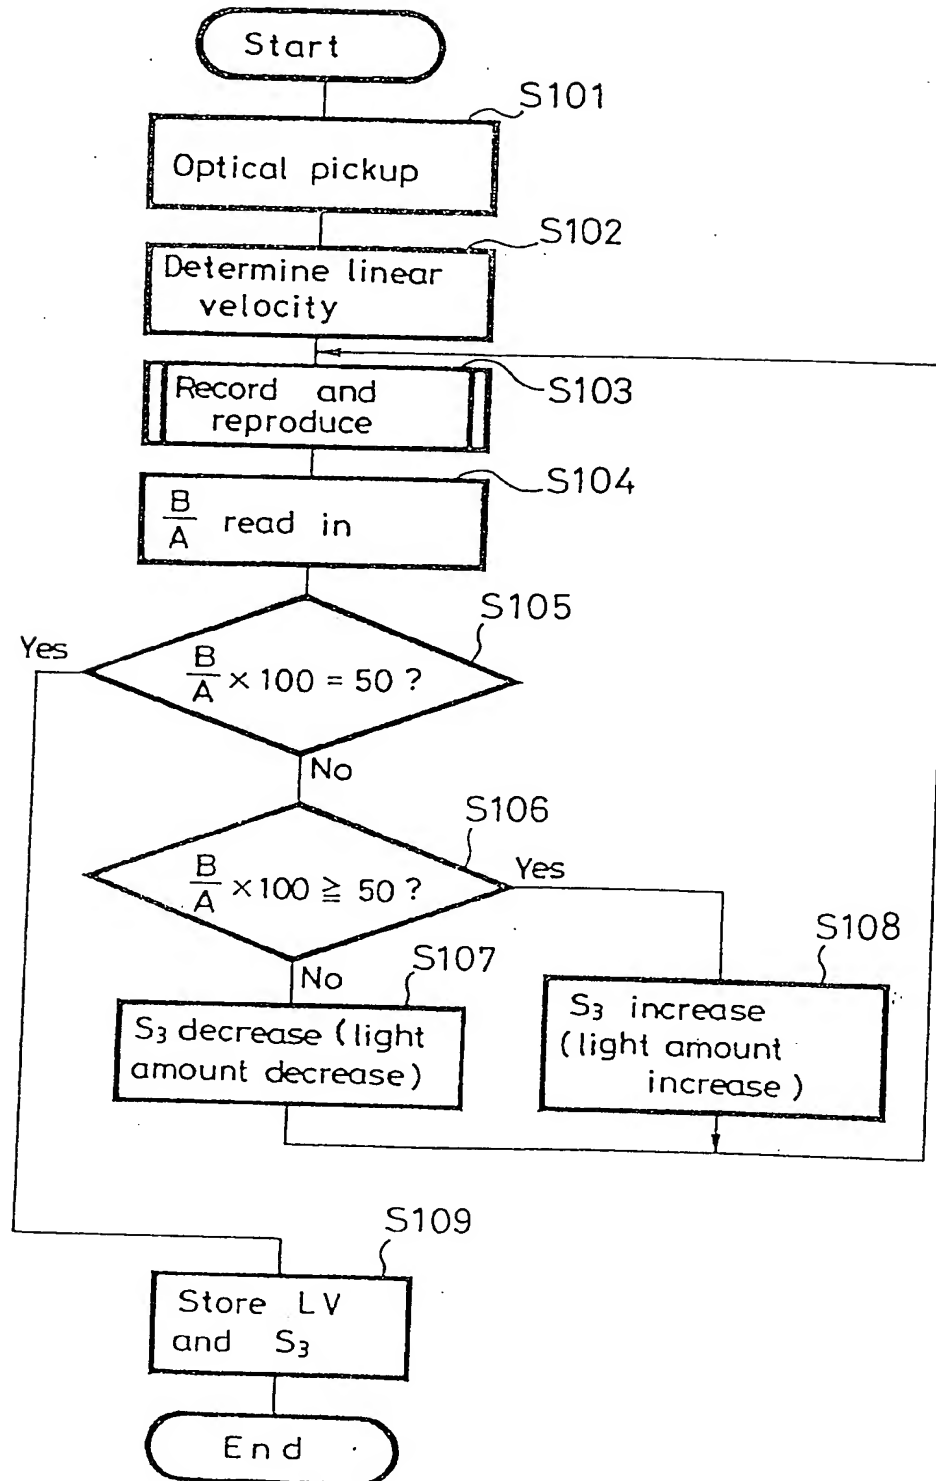 Start
S101
Optical pickup
S102
Determine linear
velocity
S103
Record and
reproduce
S104
B/A read in
S105
Yes
B/A × 100 = 50 ?
No
S106
B/A × 100 ≧ 50 ?
Yes
No
S107
S₃ decrease (light
amount decrease)
S108
S₃ increase
(light amount
increase)
S109
Store LV
and S₃
End